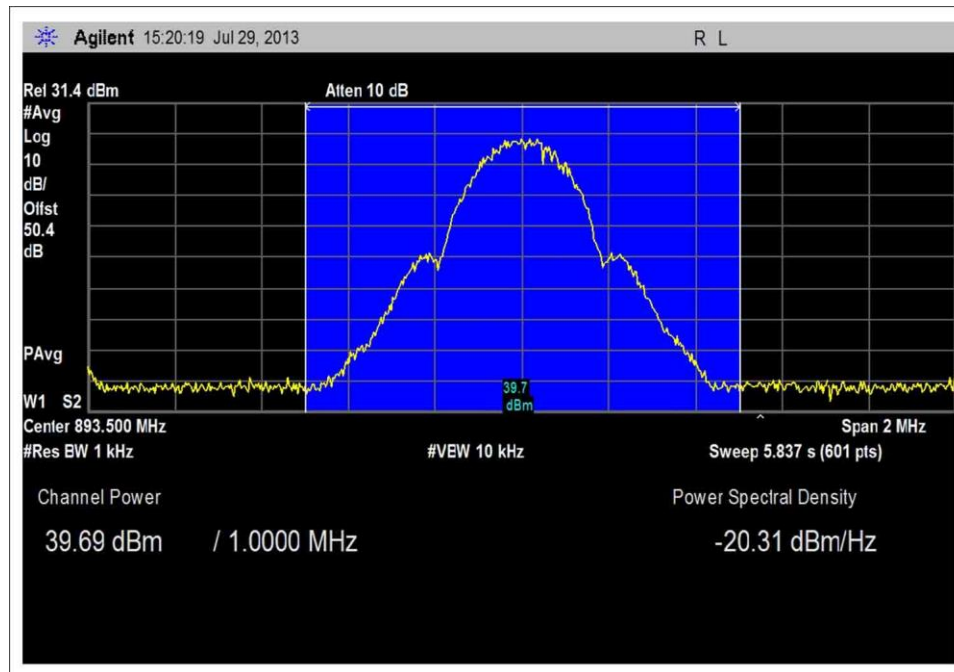 Agilent 15:20:19 Jul 29, 2013 R L
Ref 31.4 dBm Atten 10 dB
#Avg
Log
10
dB/
Offst
50.4
dB
PAvg
39.7
dBm
W1 S2
Center 893.500 MHz Span 2 MHz
#Res BW 1 kHz #VBW 10 kHz Sweep 5.837 s (601 pts)
Channel Power Power Spectral Density
39.69 dBm / 1.0000 MHz -20.31 dBm/Hz